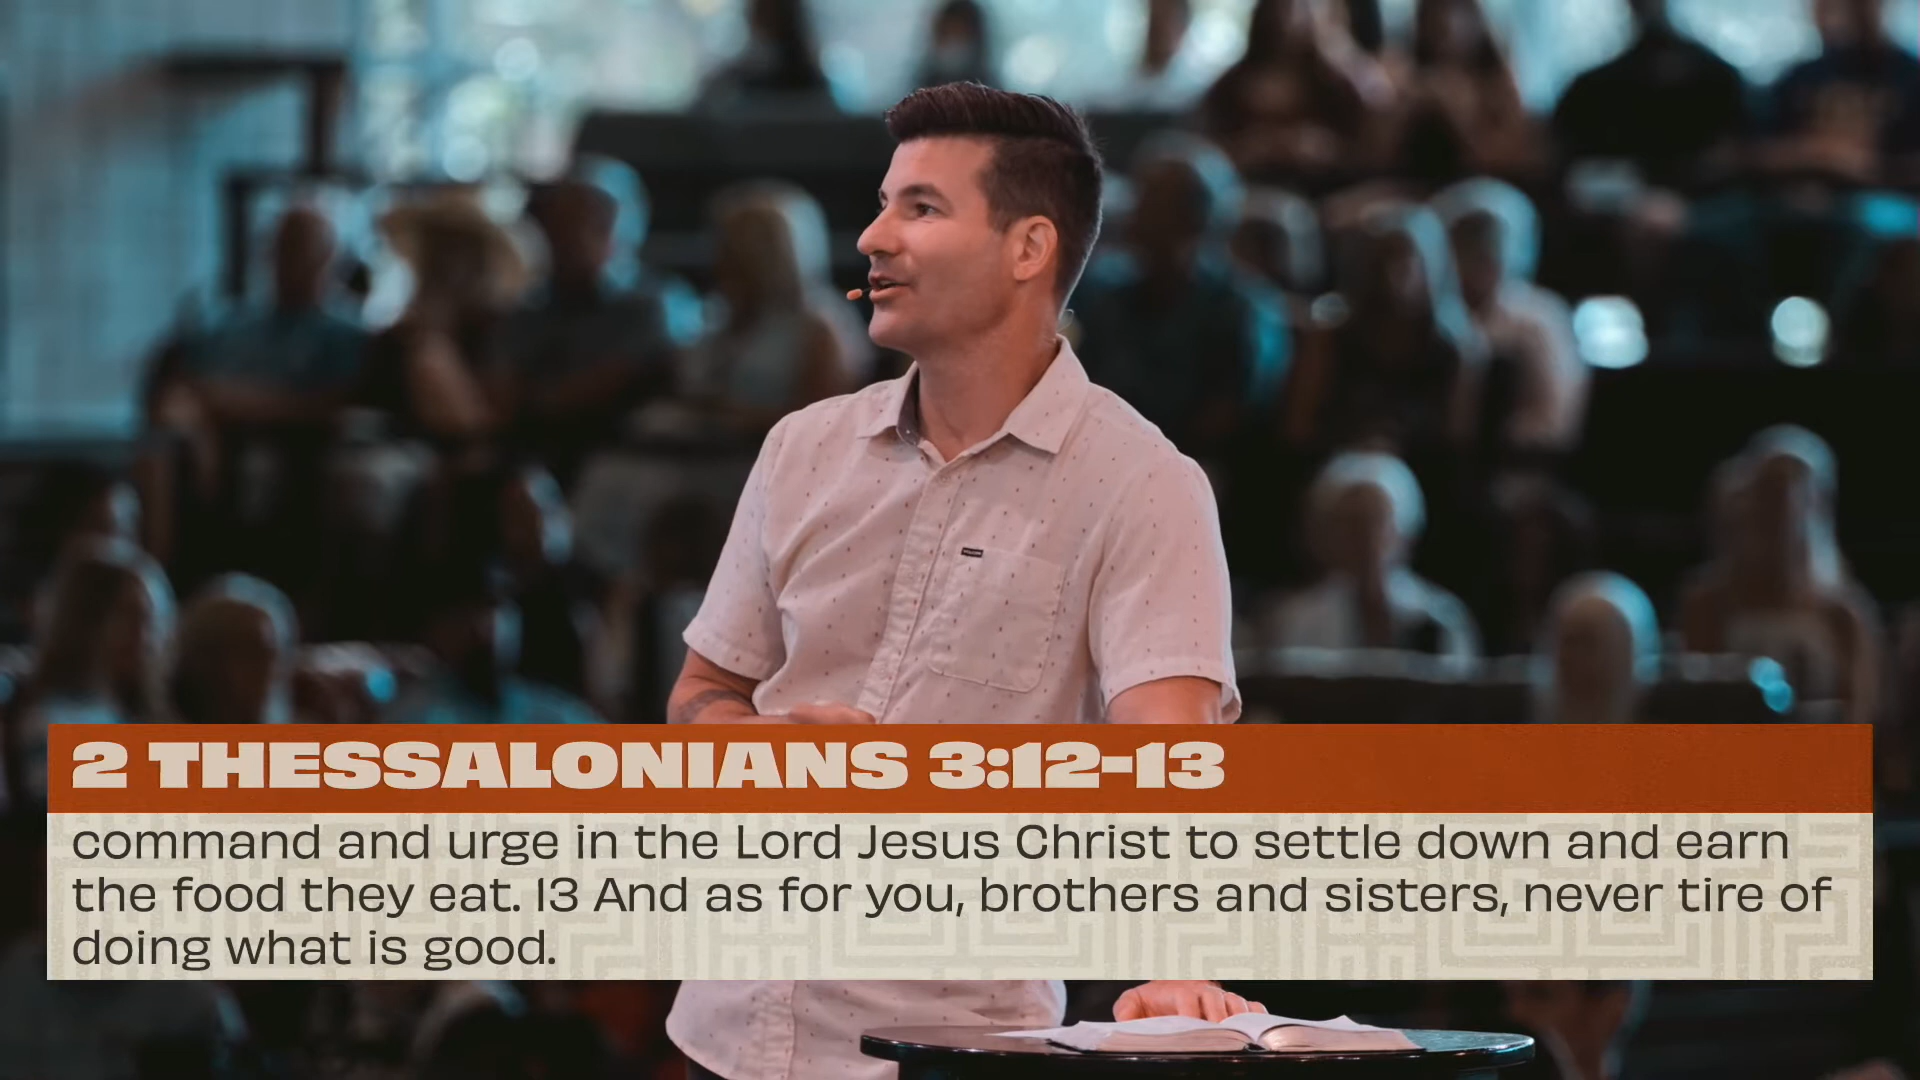 2 THESSALONIANS 3:12-13
command and urge in the Lord Jesus Christ to settle down and earn
the food they eat. 13 And as for you, brothers and sisters, never tire of
doing what is good.